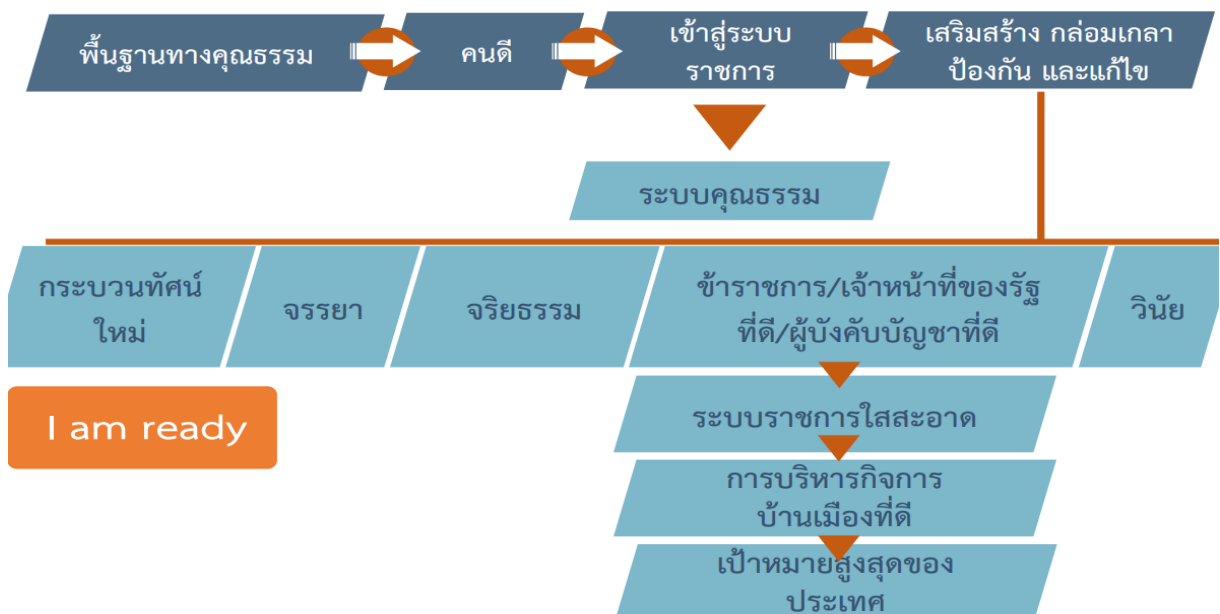 พื้นฐานทางคุณธรรม
คนดี
เข้าสู่ระบบ
ราชการ
เสริมสร้าง กล่อมเกลา
ป้องกัน และแก้ไข
ระบบคุณธรรม
กระบวนทัศน์
ใหม่
จรรยา
จริยธรรม
ข้าราชการ/เจ้าหน้าที่ของรัฐ
ที่ดี/ผู้บังคับบัญชาที่ดี
วินัย
I am ready
ระบบราชการใสสะอาด
การบริหารกิจการ
บ้านเมืองที่ดี
เป้าหมายสูงสุดของ
ประเทศ